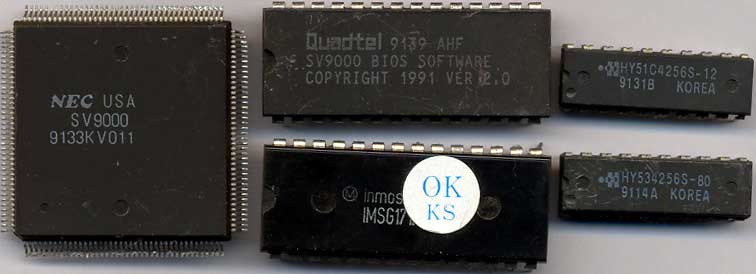 NEC USA
SV9000
9133KV011
Quadtel 9139 AHF
SV9000 BIOS SOFTWARE
COPYRIGHT 1991 VER 2.0
inmos
IMSG17
OK
KS
HY51C4256S-12
9131B KOREA
HY534256S-80
9114A KOREA